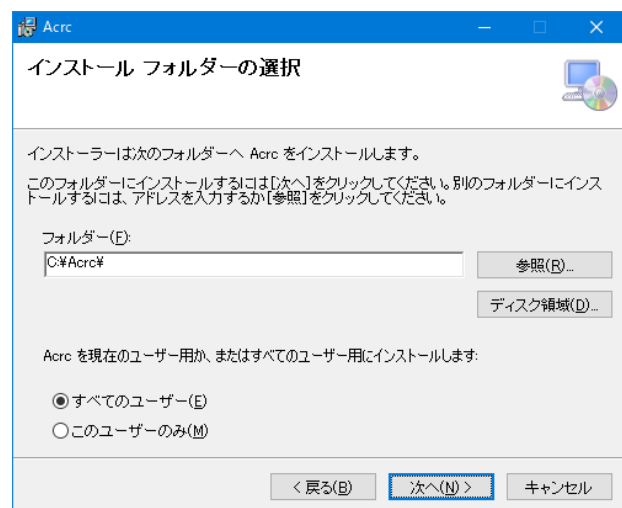 Acrc
インストール フォルダーの選択
インストーラーは次のフォルダーへ Acrc をインストールします。
このフォルダーにインストールするには[次へ]をクリックしてください。別のフォルダーにインス
トールするには、アドレスを入力するか[参照]をクリックしてください。
フォルダー(F):
C:¥Acrc¥
参照(R)...
ディスク領域(D)...
Acrc を現在のユーザー用か、またはすべてのユーザー用にインストールします:
すべてのユーザー(E)
このユーザーのみ(M)
< 戻る(B)
次へ(N) >
キャンセル